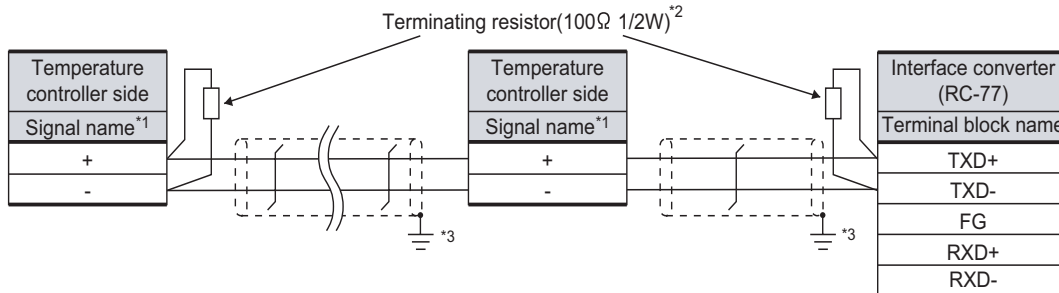 Terminating resistor(100Ω 1/2W)*2
Temperature
controller side
Signal name*1
+
-
*3
Temperature
controller side
Signal name*1
+
-
*3
Interface converter
(RC-77)
Terminal block name
TXD+
TXD-
FG
RXD+
RXD-